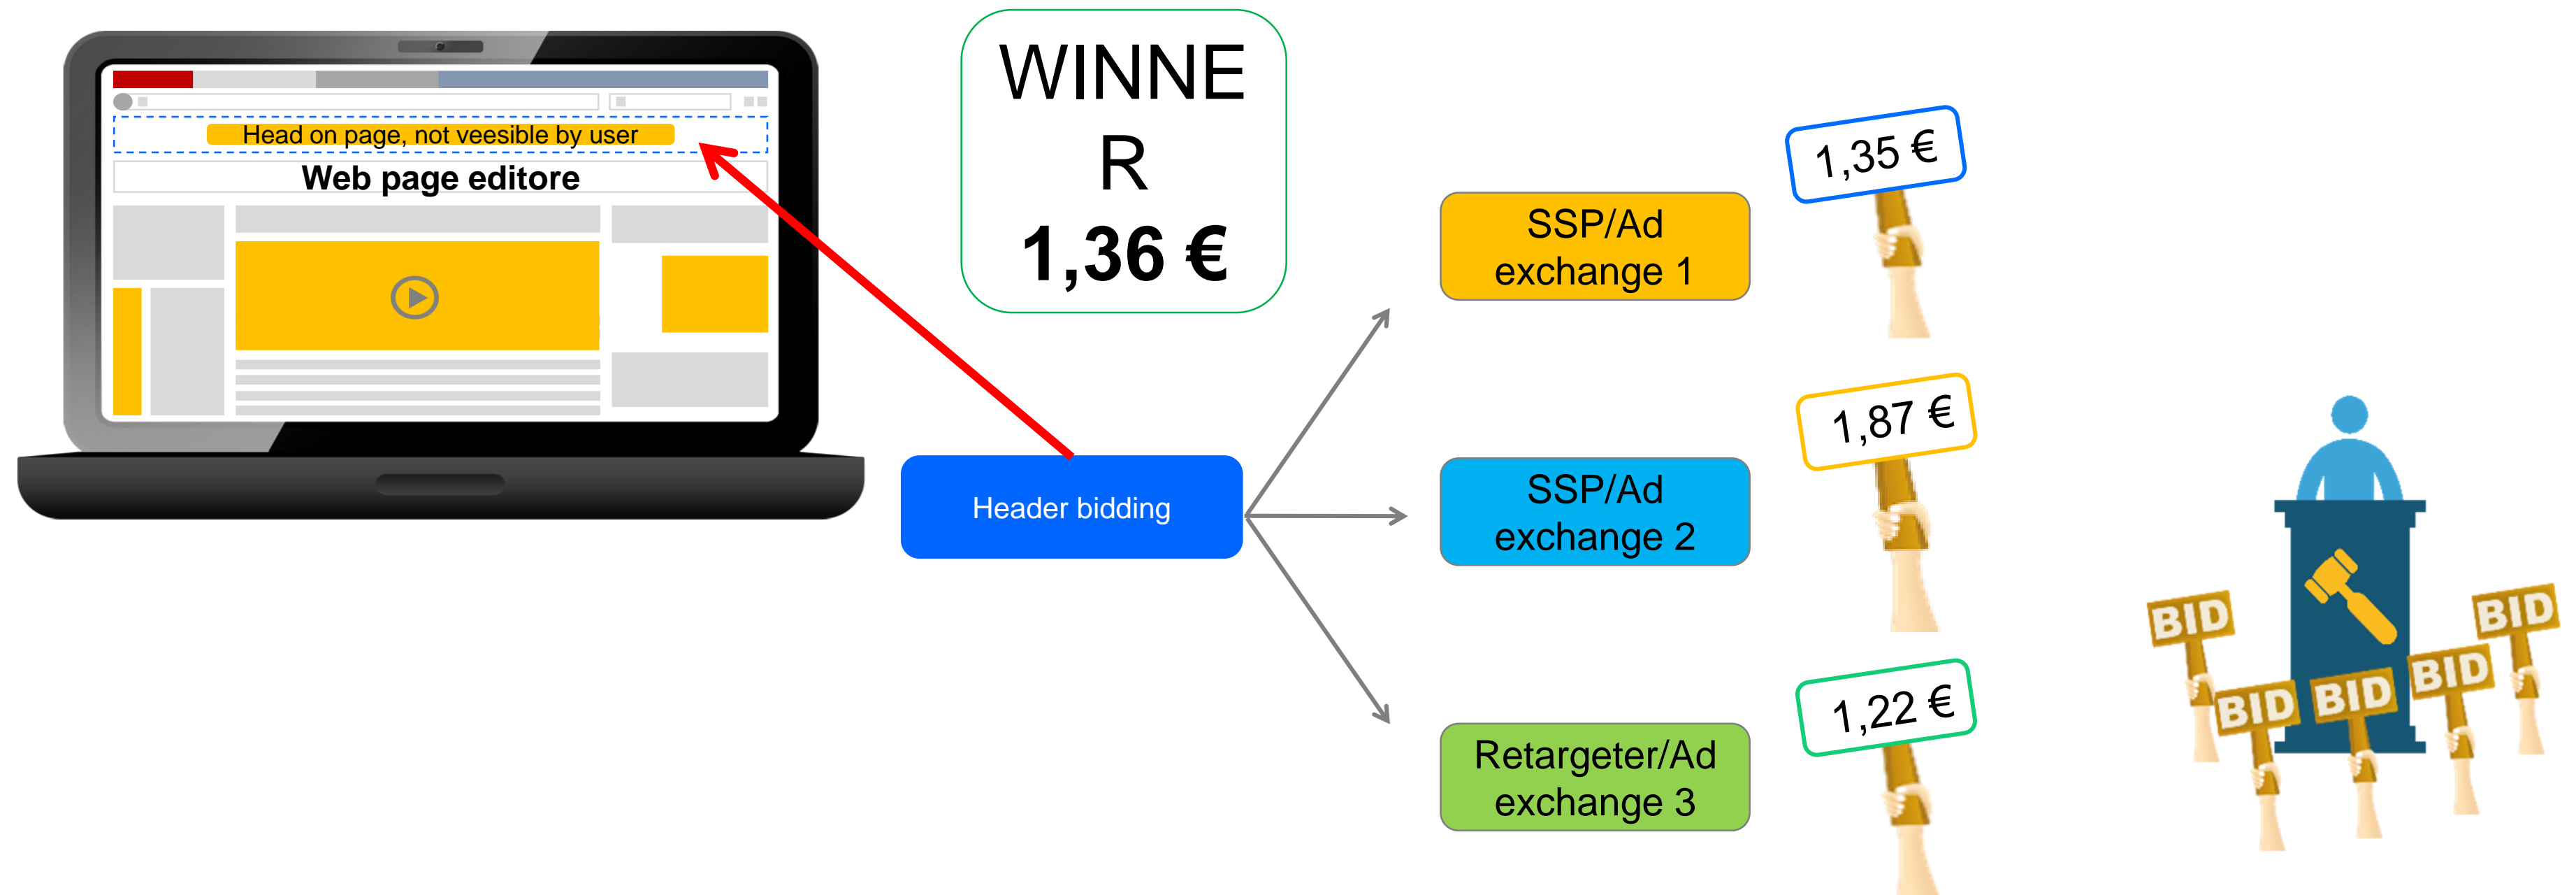 Head on page, not veesible by user
Web page editore
WINNE
R
1,36 €
Header bidding
SSP/Ad
exchange 1
1,35 €
SSP/Ad
exchange 2
1,87 €
Retargeter/Ad
exchange 3
1,22 €
BID
BID
BID
BID
BID